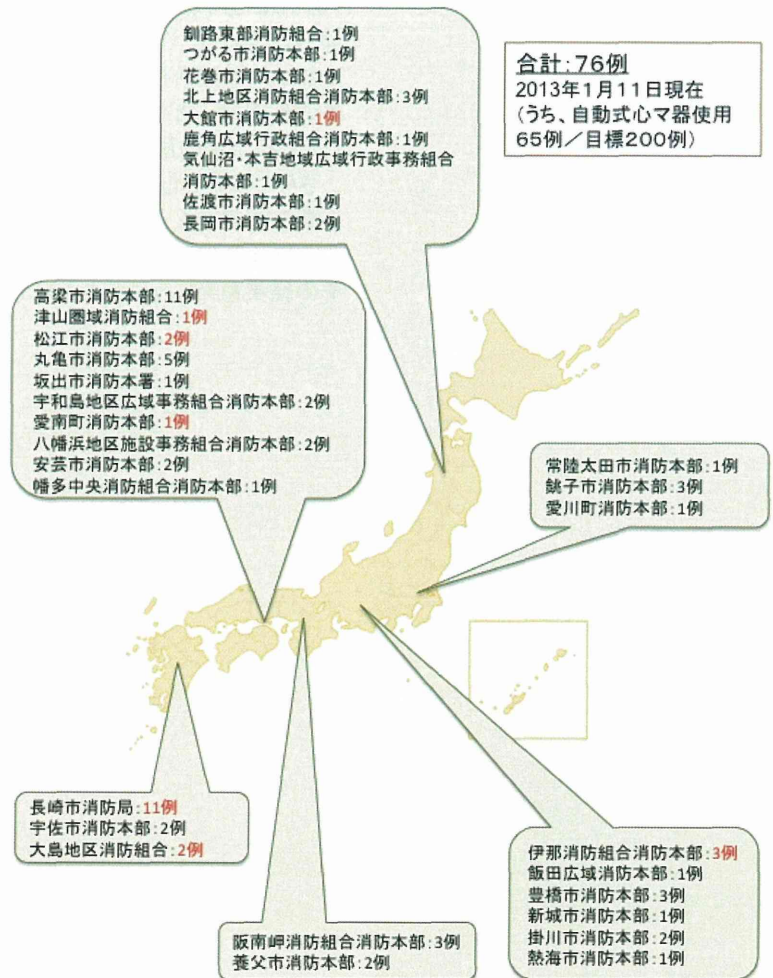 釧路東部消防組合:1例
つがる市消防本部:1例
花巻市消防本部:1例
北上地区消防組合消防本部:3例
大館市消防本部:1例
鹿角広域行政組合消防本部:1例
気仙沼・本吉地域広域行政事務組合
消防本部:1例
佐渡市消防本部:1例
長岡市消防本部:2例
合計:76例
2013年1月11日現在
(うち、自動式心マ器使用
65例/目標200例)
高梁市消防本部:11例
津山圏域消防組合:1例
松江市消防本部:2例
丸亀市消防本部:5例
坂出市消防本署:1例
宇和島地区広域事務組合消防本部:2例
愛南町消防本部:1例
八幡浜地区施設事務組合消防本部:2例
安芸市消防本部:2例
幡多中央消防組合消防本部:1例
常陸太田市消防本部:1例
銚子市消防本部:3例
愛川町消防本部:1例
長崎市消防局:11例
宇佐市消防本部:2例
大島地区消防組合:2例
阪南岬消防組合消防本部:3例
養父市消防本部:2例
伊那消防組合消防本部:3例
飯田広域消防本部:1例
豊橋市消防本部:3例
新城市消防本部:1例
掛川市消防本部:2例
熱海市消防本部:1例